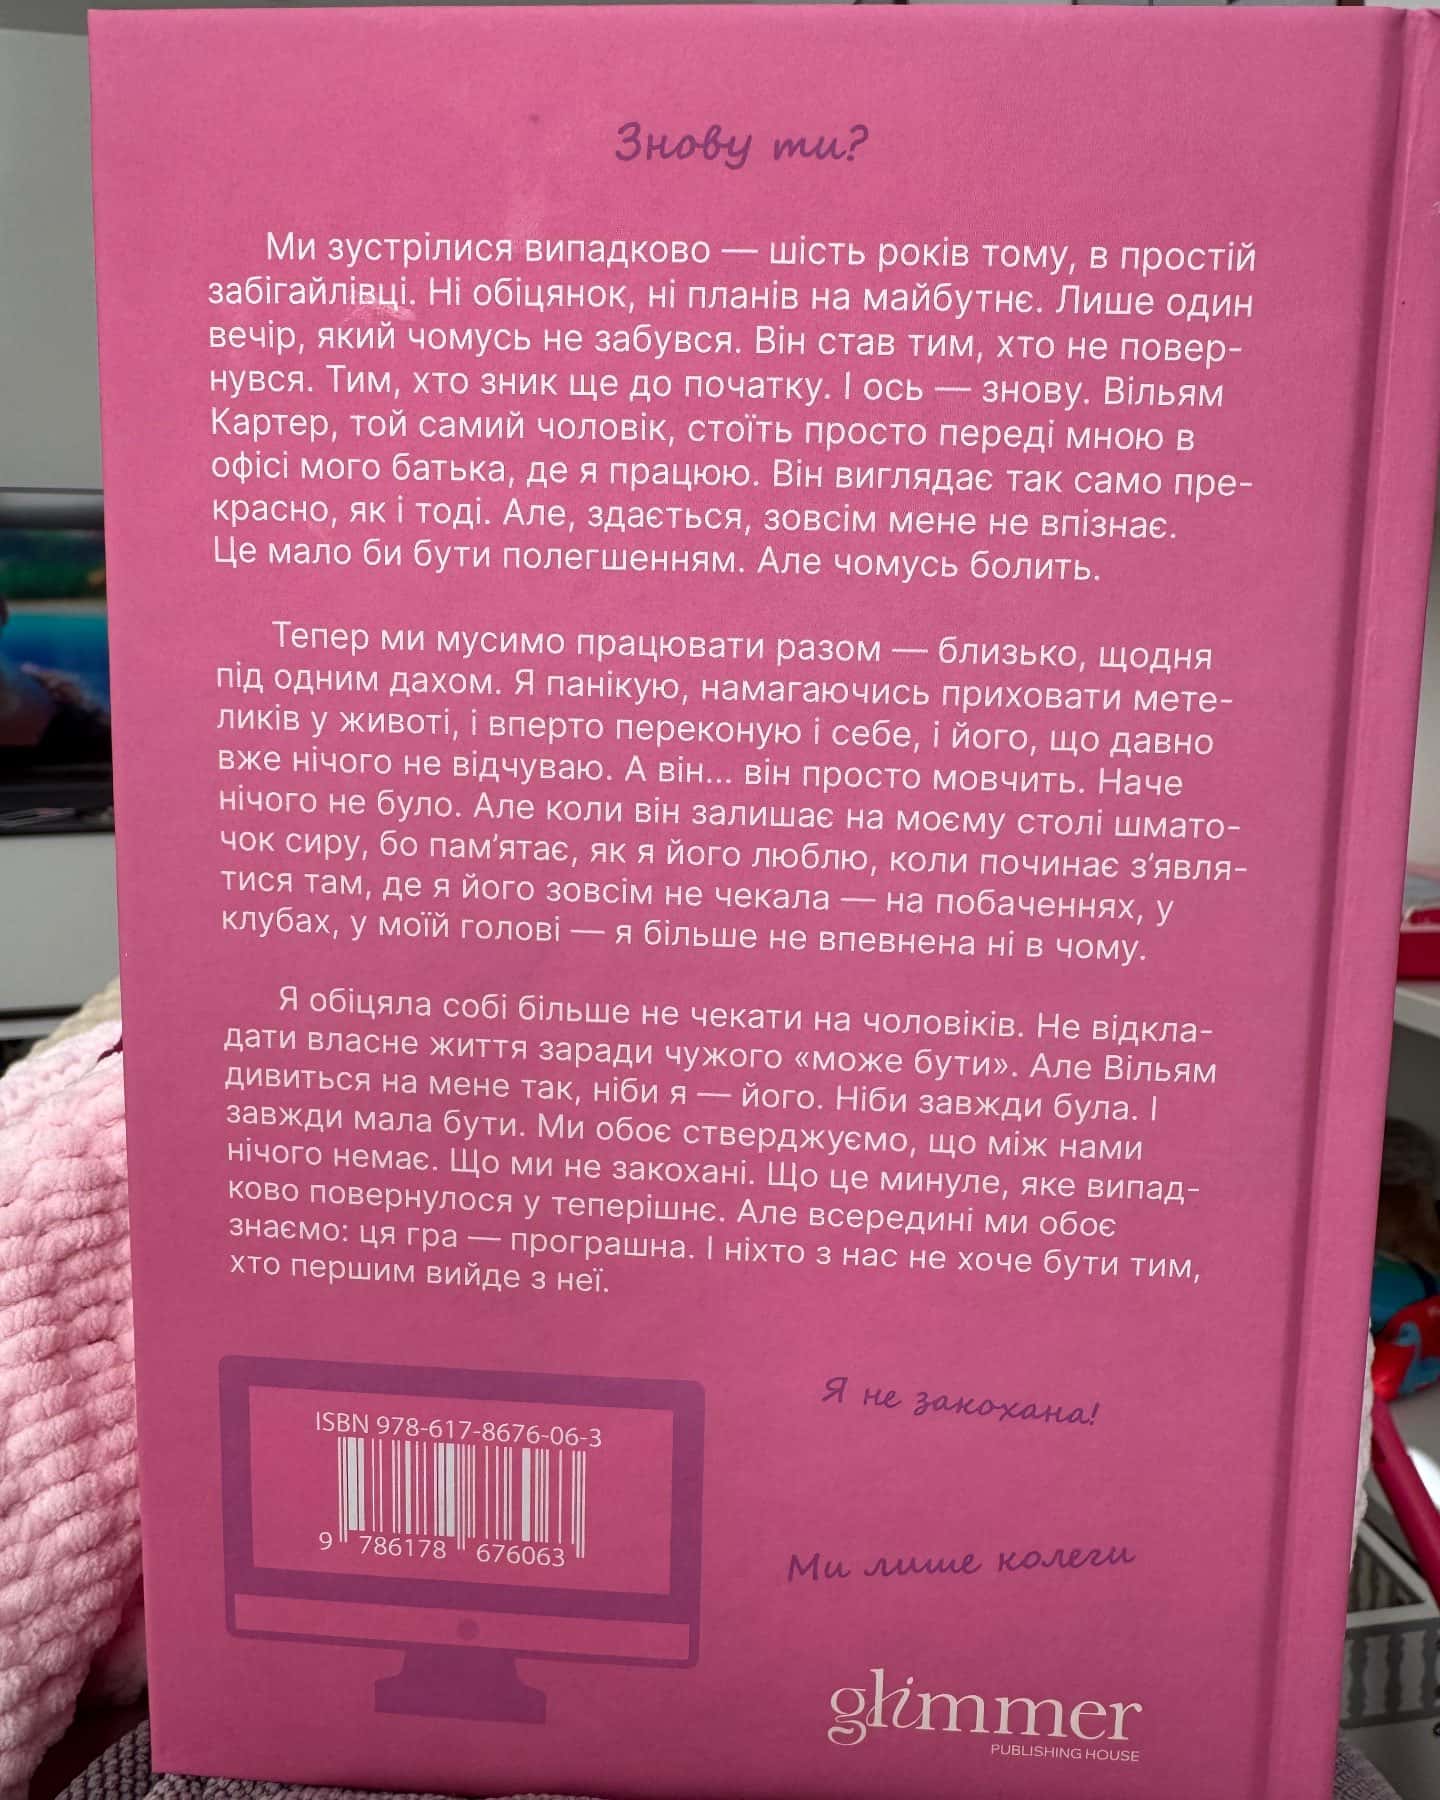 Знову ти?
Ми зустрілися випадково — шість років тому, в простій
забігайлівці. Ні обіцянок, ні планів на майбутнє. Лише один
вечір, який чомусь не забувся. Він став тим, хто не повер-
нувся. Тим, хто зник ще до початку. І ось — знову. Вільям
Картер, той самий чоловік, стоїть просто переді мною в
офісі мого батька, де я працюю. Він виглядає так само пре-
красно, як і тоді. Але, здається, зовсім мене не впізнає.
Це мало би бути полегшенням. Але чомусь болить.
Тепер ми мусимо працювати разом — близько, щодня
під одним дахом. Я панікую, намагаючись приховати мете-
ликів у животі, і вперто переконую і себе, і його, що давно
вже нічого не відчуваю. А він... він просто мовчить. Наче
нічого не було. Але коли він залишає на моєму столі шмато-
чок сиру, бо пам’ятає, як я його люблю, коли починає з’явля-
тися там, де я його зовсім не чекала — на побаченнях, у
клубах, у моїй голові — я більше не впевнена ні в чому.
Я обіцяла собі більше не чекати на чоловіків. Не відкла-
дати власне життя заради чужого «може бути». Але Вільям
дивиться на мене так, ніби я — його. Ніби завжди була. І
завжди мала бути. Ми обоє стверджуємо, що між нами
нічого немає. Що ми не закохані. Що це минуле, яке випад-
ково повернулося у теперішнє. Але всередині ми обоє
знаємо: ця гра — програшна. І ніхто з нас не хоче бути тим,
хто першим вийде з неї.
Я не закохана!
ISBN 978-617-8676-06-3
9 786178 676063
Ми лише колеги
glimmer
PUBLISHING HOUSE